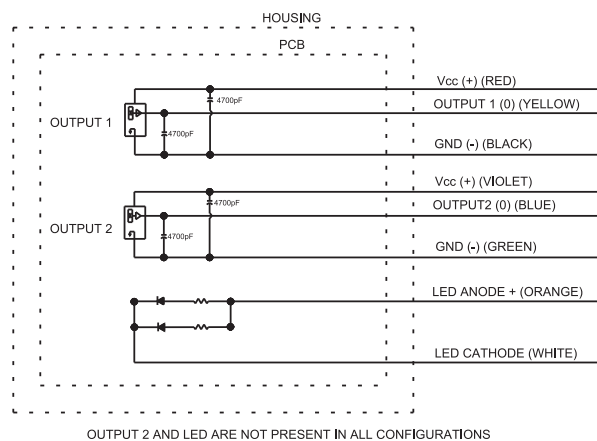 HOUSING
PCB
Vcc (+) (RED)
4700pF
OUTPUT 1 (0) (YELLOW)
OUTPUT 1
4700pF
GND (-) (BLACK)
Vcc (+) (VIOLET)
4700pF
OUTPUT2 (0) (BLUE)
OUTPUT 2
4700pF
GND (-) (GREEN)
LED ANODE + (ORANGE)
LED CATHODE (WHITE)
OUTPUT 2 AND LED ARE NOT PRESENT IN ALL CONFIGURATIONS